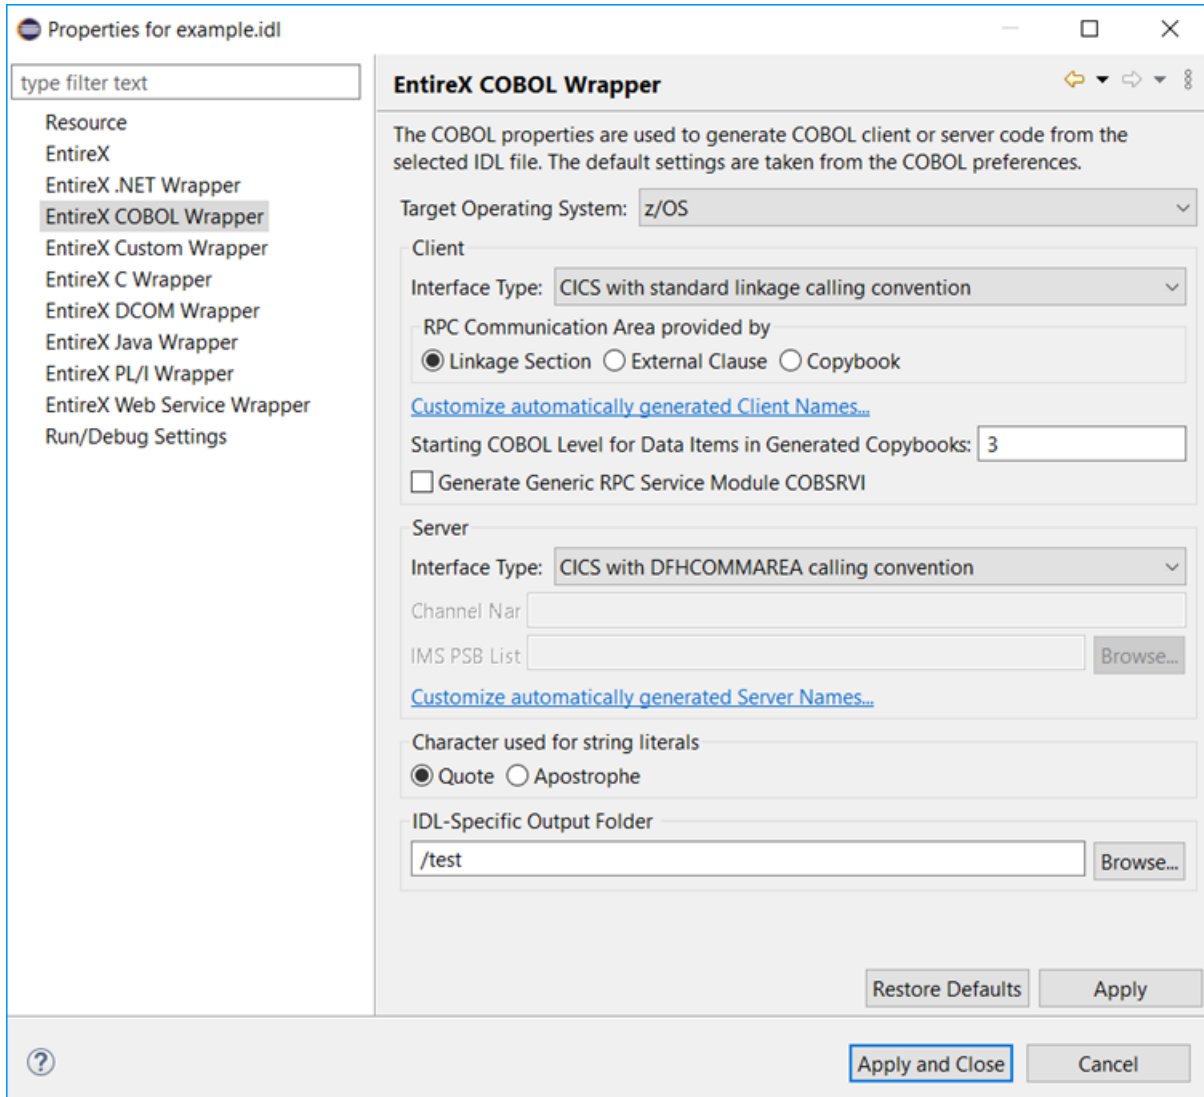 Properties for example.idl
type filter text
Resource
EntireX
EntireX .NET Wrapper
EntireX COBOL Wrapper
EntireX Custom Wrapper
EntireX C Wrapper
EntireX DCOM Wrapper
EntireX Java Wrapper
EntireX PL/I Wrapper
EntireX Web Service Wrapper
Run/Debug Settings
EntireX COBOL Wrapper
The COBOL properties are used to generate COBOL client or server code from the
selected IDL file. The default settings are taken from the COBOL preferences.
Target Operating System: z/OS
Client
Interface Type: CICS with standard linkage calling convention
RPC Communication Area provided by
Linkage Section External Clause Copybook
Customize automatically generated Client Names...
Starting COBOL Level for Data Items in Generated Copybooks: 3
Generate Generic RPC Service Module COBSRVI
Server
Interface Type: CICS with DFHCOMMAREA calling convention
Channel Nar
IMS PSB List Browse...
Customize automatically generated Server Names...
Character used for string literals
Quote Apostrophe
IDL-Specific Output Folder
/test Browse...
Restore Defaults Apply
? Apply and Close Cancel